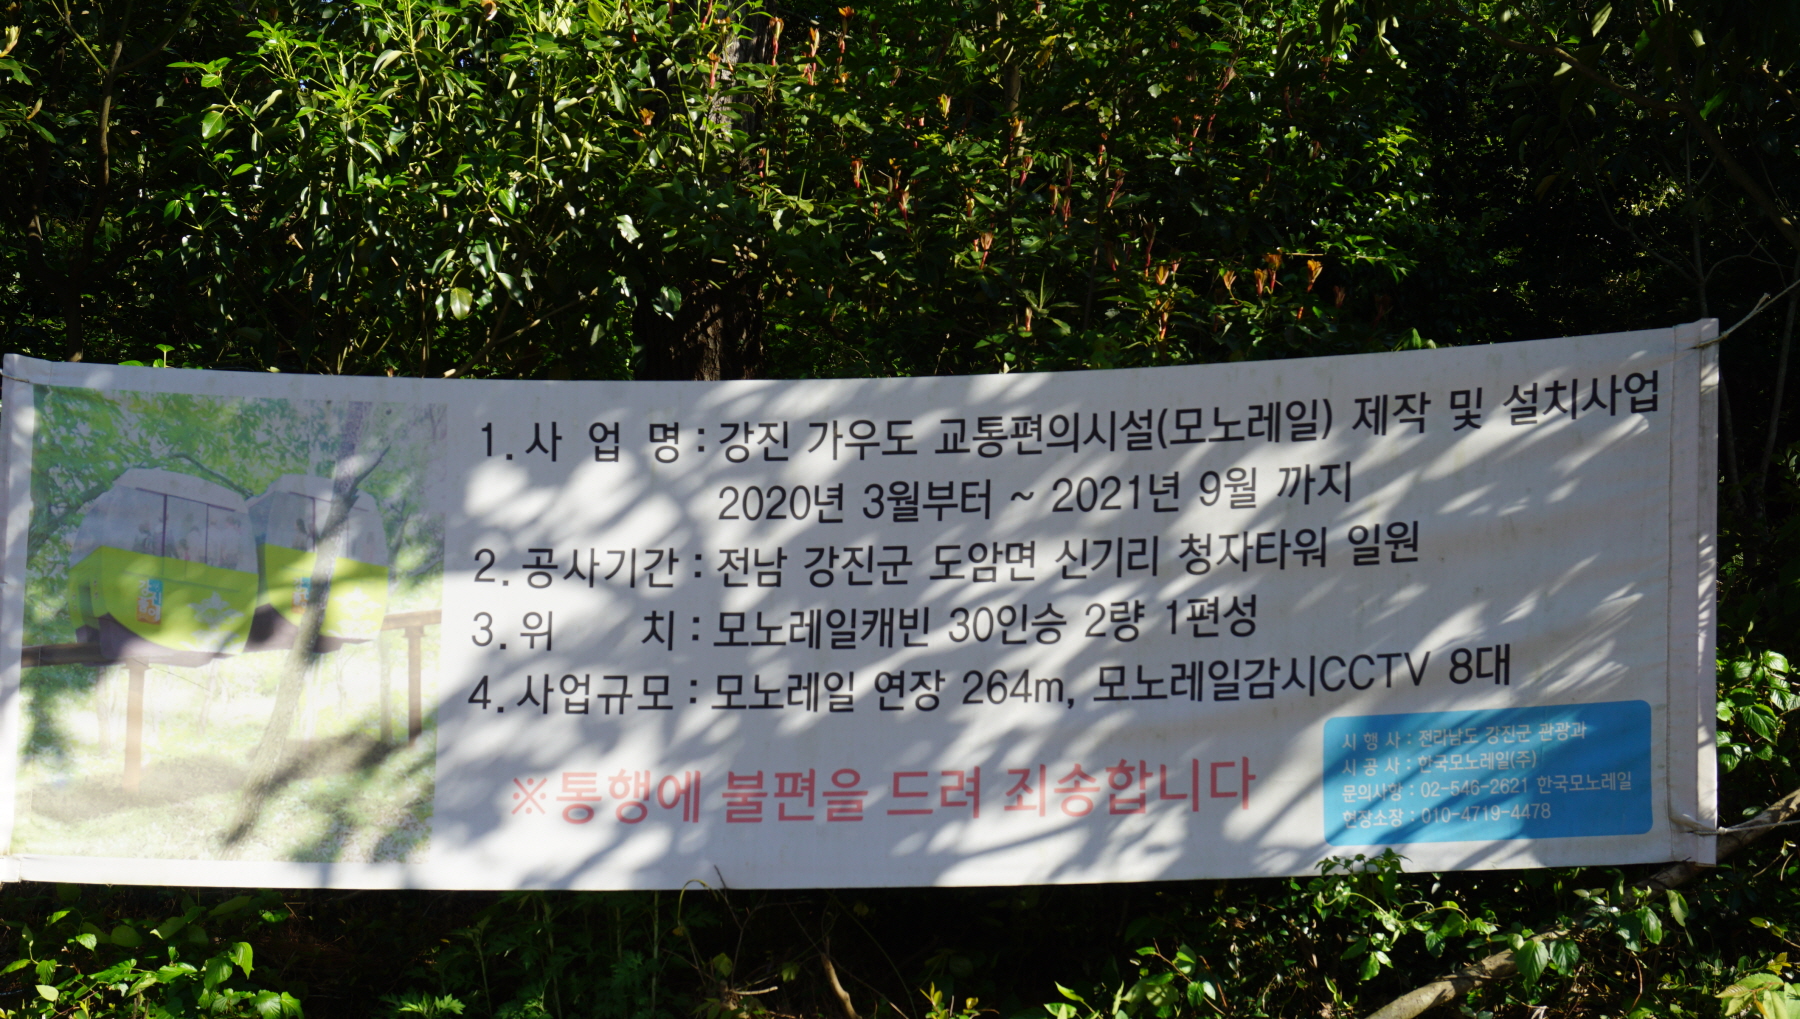 1. 사 업 명 : 강진 가우도 교통편의시설(모노레일) 제작 및 설치사업
2020년 3월부터 ~ 2021년 9월 까지
2. 공사기간 : 전남 강진군 도암면 신기리 청자타워 일원
3. 위 치 : 모노레일캐빈 30인승 2량 1편성
4. 사업규모 : 모노레일 연장 264m, 모노레일감시CCTV 8대
※통행에 불편을 드려 죄송합니다
시 행 사 : 전라남도 강진군 관광과
시 공 사 : 한국모노레일(주)
문의사항 : 02-546-2621 한국모노레일
현장소장 : 010-4719-4478